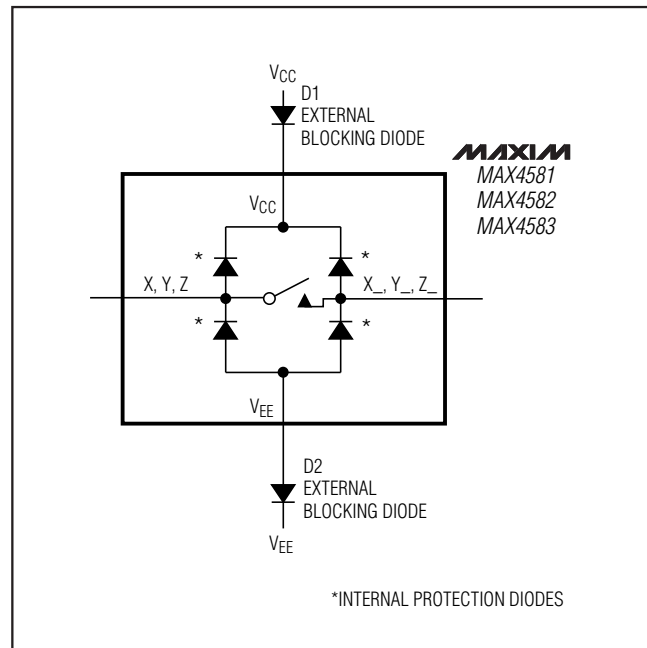 VCC
D1
EXTERNAL
BLOCKING DIODE
MAXIM
MAX4581
MAX4582
MAX4583
VCC
*
*
X, Y, Z
X_, Y_, Z_
*
*
VEE
D2
EXTERNAL
BLOCKING DIODE
VEE
*INTERNAL PROTECTION DIODES